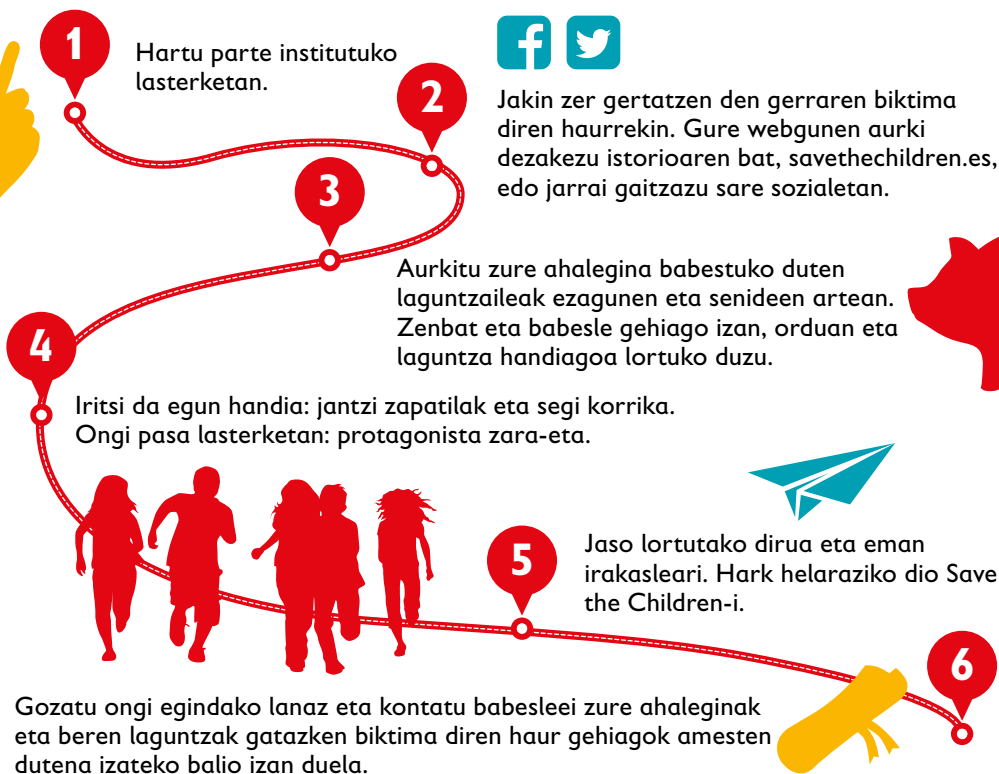 1
Hartu parte institutuko
lasterketan.
2
Jakin zer gertatzen den gerraren biktima
diren haurrekin. Gure webgunen aurki
dezakezu istorioaren bat, savethechildren.es,
edo jarrai gaitzazu sare sozialetan.
3
Aurkitu zure ahalegina babestuko duten
laguntzaileak ezagunen eta senideen artean.
Zenbat eta babesle gehiago izan, orduan eta
laguntza handiagoa lortuko duzu.
4
Iritsi da egun handia: jantzi zapatilak eta segi korrika.
Ongi pasa lasterketan: protagonista zara-eta.
5
Jaso lortutako dirua eta eman
irakasleari. Hark helaraziko dio Save
the Children-i.
6
Gozatu ongi egindako lanaz eta kontatu babesleei zure ahaleginak
eta beren laguntzak gatazken biktima diren haur gehiagok amesten
dutena izateko balio izan duela.